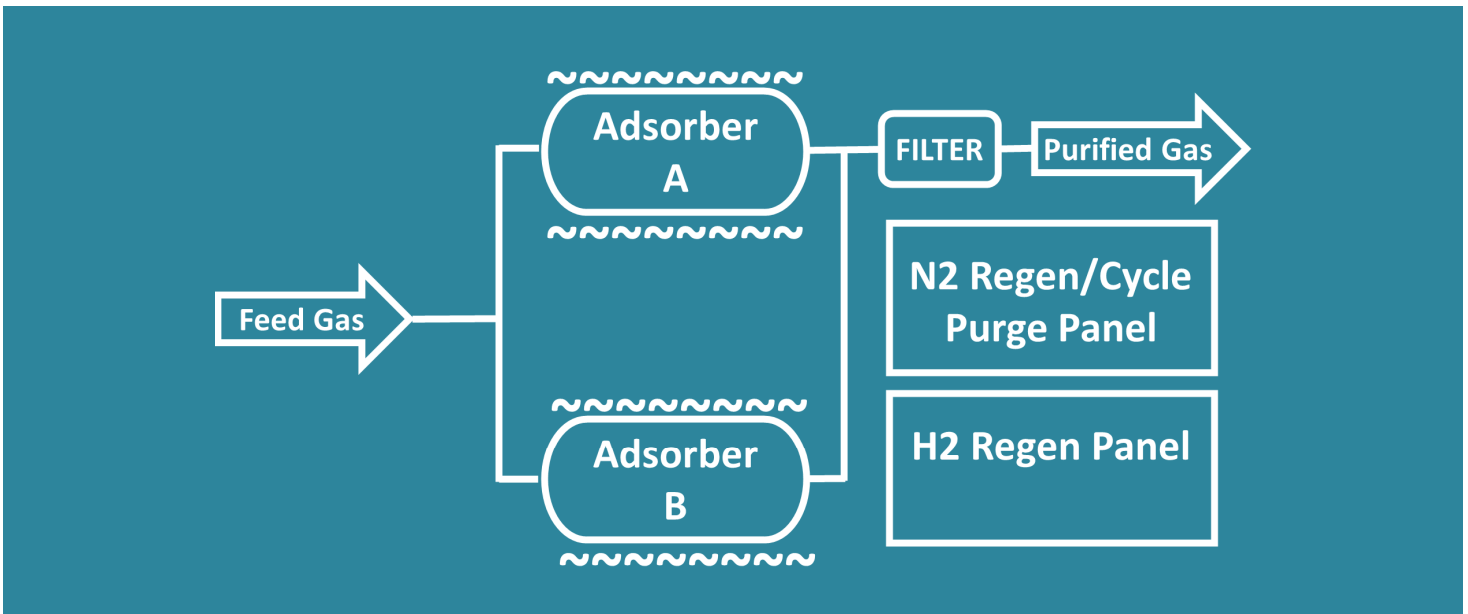 Adsorber
A
FILTER
Purified Gas
N2 Regen/Cycle
Purge Panel
Feed Gas
H2 Regen Panel
Adsorber
B